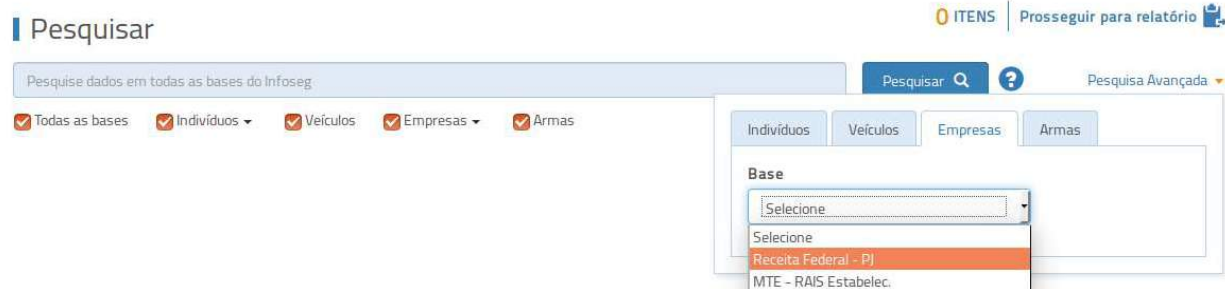 0 ITENS Prosseguir para relatório
Pesquisar
Pesquise dados em todas as bases do Infoseg
Pesquisar
?
Pesquisa Avançada
Todas as bases Indivíduos Veículos Empresas Armas
Indivíduos Veículos Empresas Armas
Base
Selecione
Selecione
Receita Federal - PJ
MTE - RAIS Estabelec.